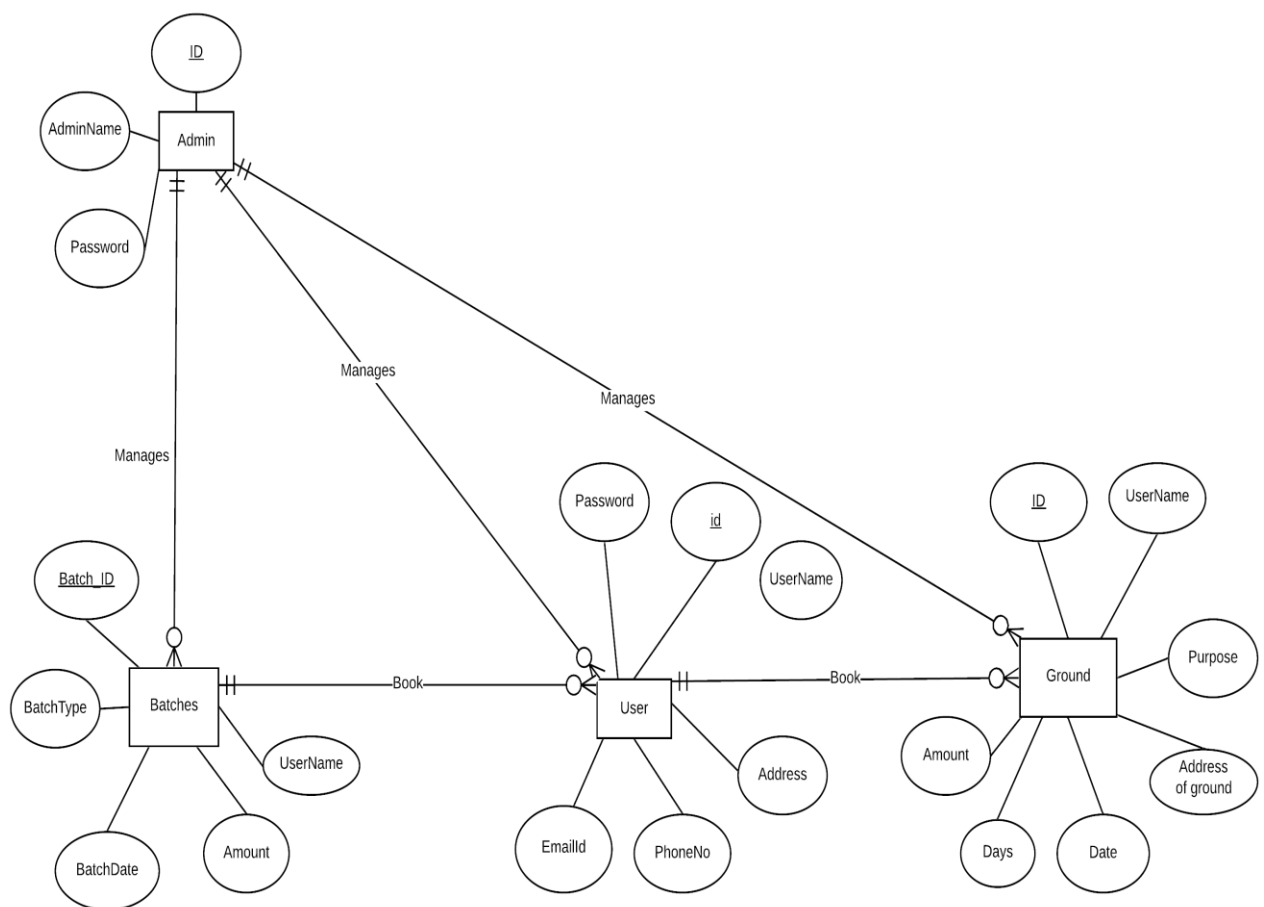 ID
AdminName
Admin
Password
Manages
Manages
Manages
Password
id
UserName
ID
UserName
Batch_ID
BatchType
Batches
Book
User
Book
Ground
Purpose
UserName
Address
Amount
Address
of ground
BatchDate
Amount
EmailId
PhoneNo
Days
Date